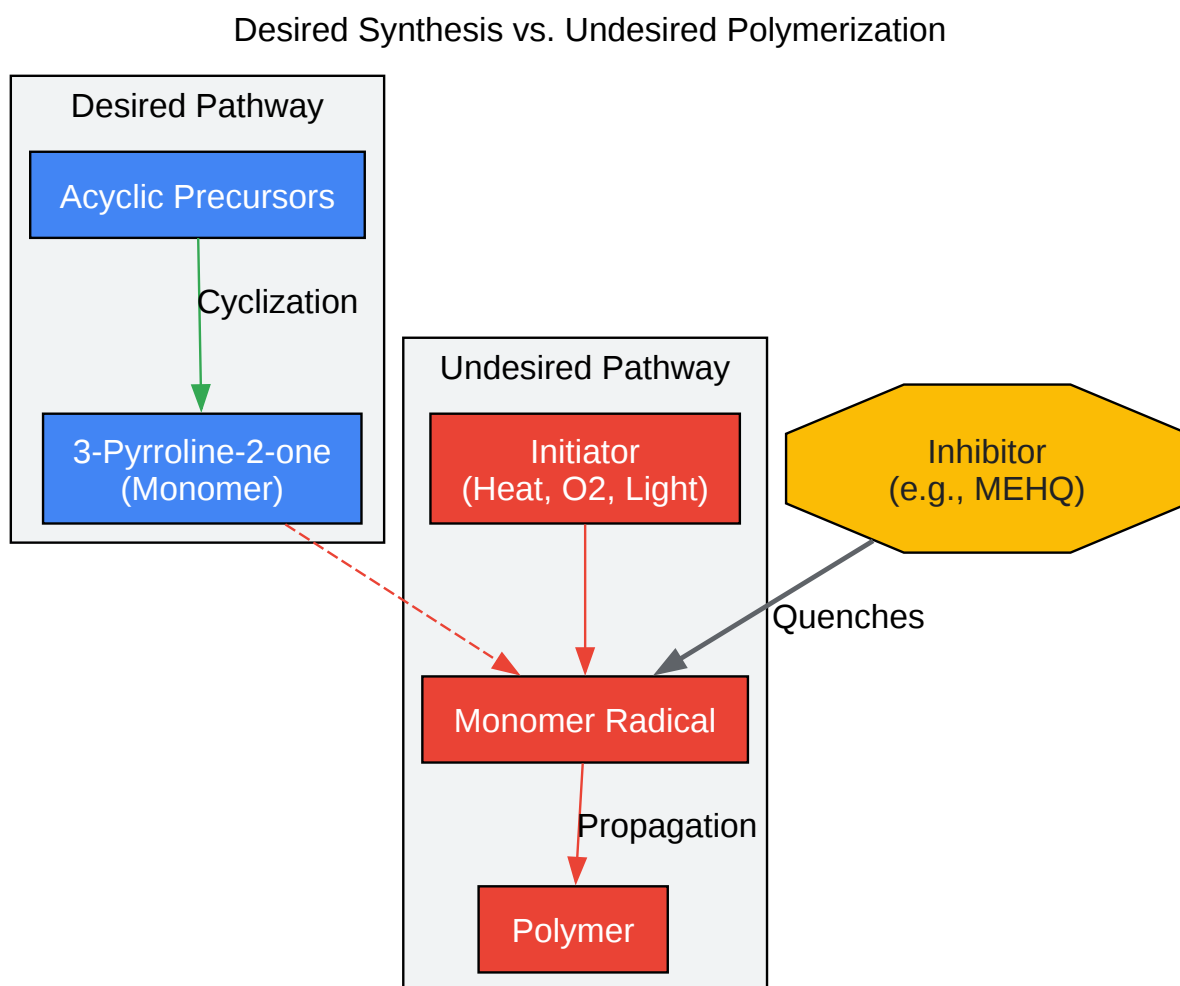 Desired Synthesis vs. Undesired Polymerization
Desired Pathway
Acyclic Precursors
Cyclization
3-Pyrroline-2-one
(Monomer)
Undesired Pathway
Initiator
(Heat, O2, Light)
Inhibitor
(e.g., MEHQ)
Quenches
Monomer Radical
Propagation
Polymer